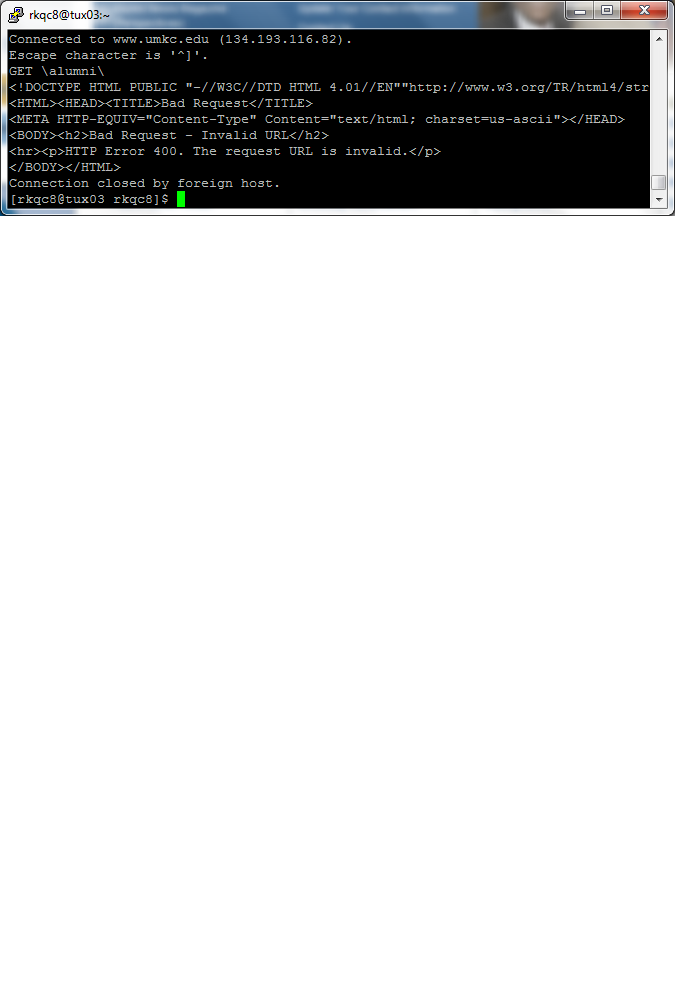 rkqc8@tux03:~
Connected to www.umkc.edu (134.193.116.82).
Escape character is '^]'.
GET \alumni\
<!DOCTYPE HTML PUBLIC "-//W3C//DTD HTML 4.01//EN""http://www.w3.org/TR/html4/str
<HTML><HEAD><TITLE>Bad Request</TITLE>
<META HTTP-EQUIV="Content-Type" Content="text/html; charset=us-ascii"></HEAD>
<BODY><h2>Bad Request - Invalid URL</h2>
<hr><p>HTTP Error 400. The request URL is invalid.</p>
</BODY></HTML>
Connection closed by foreign host.
[rkqc8@tux03 rkqc8]$